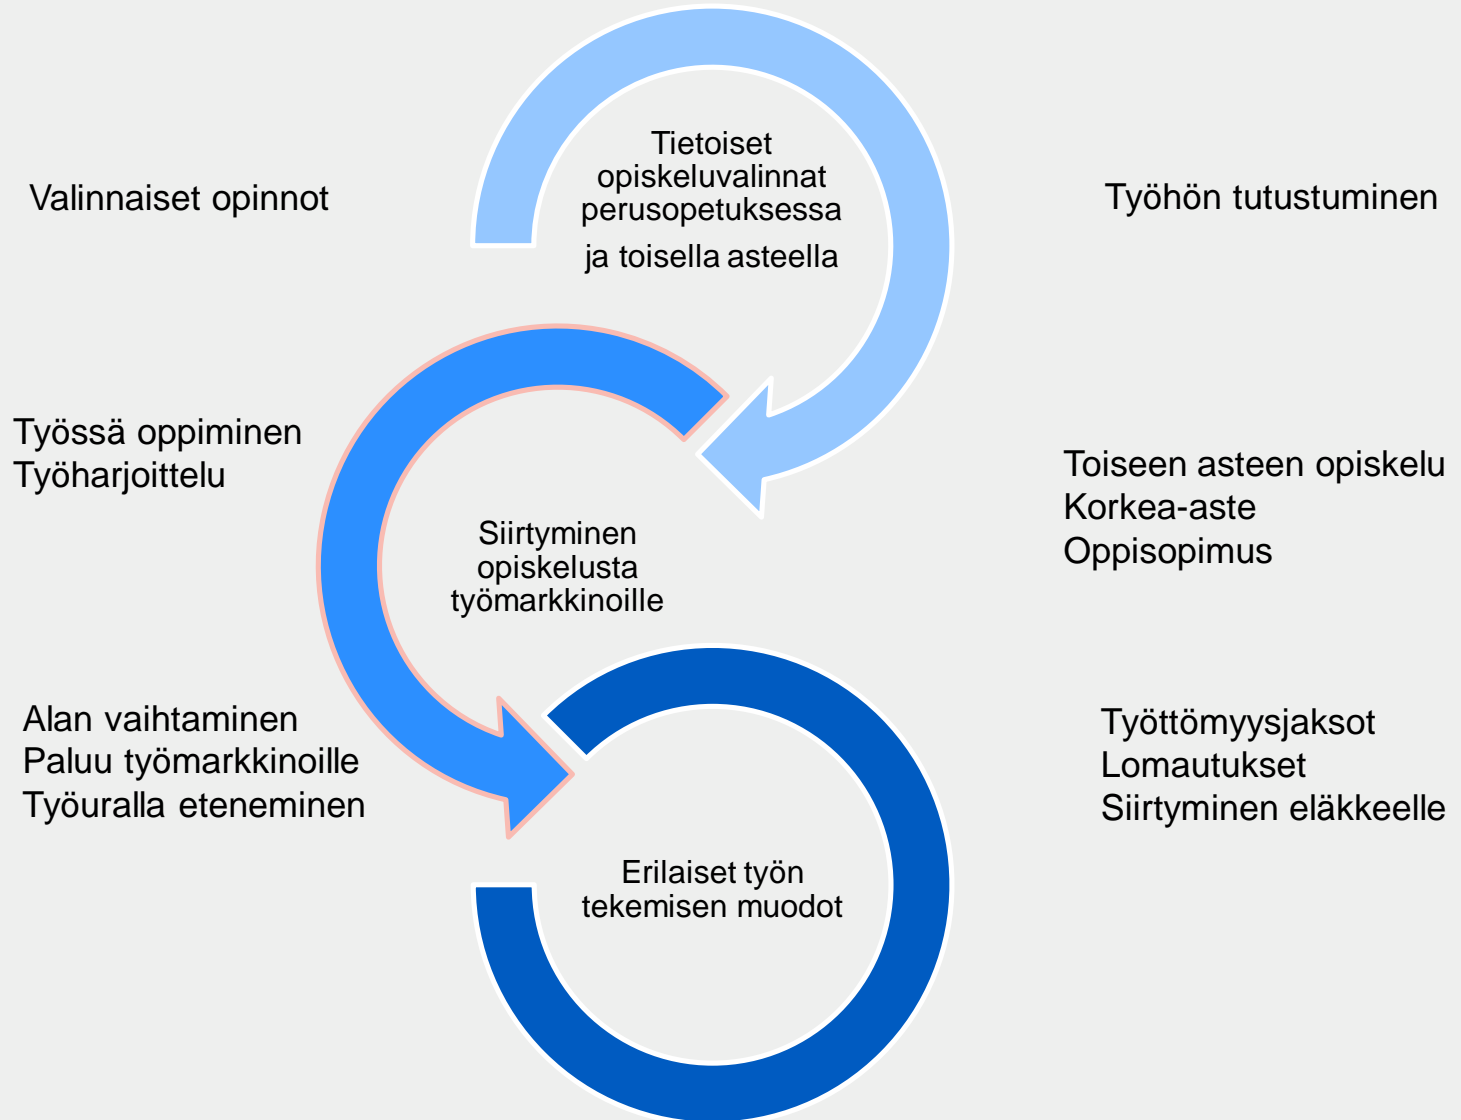 Tietoiset
opiskeluvalinnat
perusopetuksessa
ja toisella asteella
Valinnaiset opinnot
Työhön tutustuminen
Työssä oppiminen
Työharjoittelu
Siirtyminen
opiskelusta
työmarkkinoille
Toiseen asteen opiskelu
Korkea-aste
Oppisopimus
Alan vaihtaminen
Paluu työmarkkinoille
Työuralla eteneminen
Työttömyysjaksot
Lomautukset
Siirtyminen eläkkeelle
Erilaiset työn
tekemisen muodot